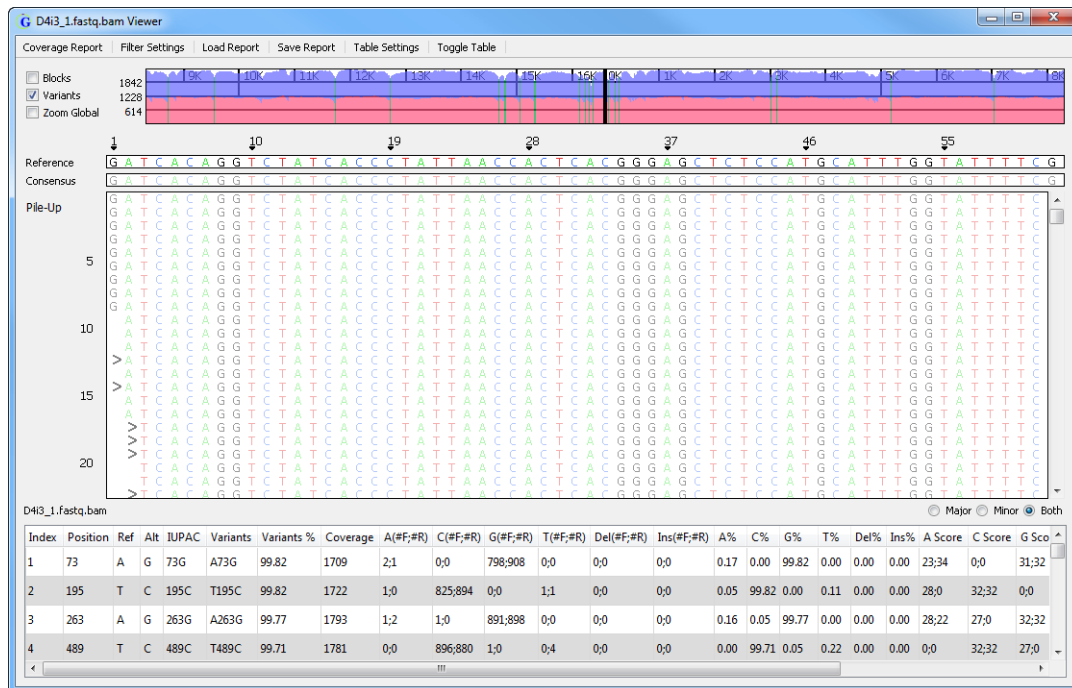 D4i3_1.fastq.bam Viewer
Coverage Report Filter Settings Load Report Save Report Table Settings Toggle Table
Blocks
Variants
Zoom Global
1842
1228
614
9K 10K 11K 12K 13K 14K 15K 16K 0K 1K 2K 3K 4K 5K 6K 7K 8K
1 10 19 28 37 46 55
Reference G A T C A C A G G T C T A T C A C C C T A T T A A C C A C T C A C G G G A G C T C T C C A T G C A T T T G G T A T T T T C G
Consensus G A T C A C A G G T C T A T C A C C C T A T T A A C C A C T C A C G G G A G C T C T C C A T G C A T T T G G T A T T T T C G
Pile-Up
G A T C A C A G G T C T A T C A C C C T A T T A A C C A C T C A C G G G A G C T C T C C A T G C A T T T G G T A T T T T C
G A T C A C A G G T C T A T C A C C C T A T T A A C C A C T C A C G G G A G C T C T C C A T G C A T T T G G T A T T T T C
G A T C A C A G G T C T A T C A C C C T A T T A A C C A C T C A C G G G A G C T C T C C A T G C A T T T G G T A T T T T C
G A T C A C A G G T C T A T C A C C C T A T T A A C C A C T C A C G G G A G C T C T C C A T G C A T T T G G T A T T T T C
G A T C A C A G G T C T A T C A C C C T A T T A A C C A C T C A C G G G A G C T C T C C A T G C A T T T G G T A T T T T C
5 G A T C A C A G G T C T A T C A C C C T A T T A A C C A C T C A C G G G A G C T C T C C A T G C A T T T G G T A T T T T C
G A T C A C A G G T C T A T C A C C C T A T T A A C C A C T C A C G G G A G C T C T C C A T G C A T T T G G T A T T T T C
G A T C A C A G G T C T A T C A C C C T A T T A A C C A C T C A C G G G A G C T C T C C A T G C A T T T G G T A T T T T C
G A T C A C A G G T C T A T C A C C C T A T T A A C C A C T C A C G G G A G C T C T C C A T G C A T T T G G T A T T T T C
A T C A C A G G T C T A T C A C C C T A T T A A C C A C T C A C G G G A G C T C T C C A T G C A T T T G G T A T T T T C
10 A T C A C A G G T C T A T C A C C C T A T T A A C C A C T C A C G G G A G C T C T C C A T G C A T T T G G T A T T T T C
A T C A C A G G T C T A T C A C C C T A T T A A C C A C T C A C G G G A G C T C T C C A T G C A T T T G G T A T T T T C
> A T C A C A G G T C T A T C A C C C T A T T A A C C A C T C A C G G G A G C T C T C C A T G C A T T T G G T A T T T T C
A T C A C A G G T C T A T C A C C C T A T T A A C C A C T C A C G G G A G C T C T C C A T G C A T T T G G T A T T T T C
> A T C A C A G G T C T A T C A C C C T A T T A A C C A C T C A C G G G A G C T C T C C A T G C A T T T G G T A T T T T C
15 A T C A C A G G T C T A T C A C C C T A T T A A C C A C T C A C G G G A G C T C T C C A T G C A T T T G G T A T T T T C
A T C A C A G G T C T A T C A C C C T A T T A A C C A C T C A C G G G A G C T C T C C A T G C A T T T G G T A T T T T C
> T C A C A G G T C T A T C A C C C T A T T A A C C A C T C A C G G G A G C T C T C C A T G C A T T T G G T A T T T T C
> T C A C A G G T C T A T C A C C C T A T T A A C C A C T C A C G G G A G C T C T C C A T G C A T T T G G T A T T T T C
> T C A C A G G T C T A T C A C C C T A T T A A C C A C T C A C G G G A G C T C T C C A T G C A T T T G G T A T T T T C
20 T C A C A G G T C T A T C A C C C T A T T A A C C A C T C A C G G G A G C T C T C C A T G C A T T T G G T A T T T T C
T C A C A G G T C T A T C A C C C T A T T A A C C A C T C A C G G G A G C T C T C C A T G C A T T T G G T A T T T T C
> T C A C A G G T C T A T C A C C C T A T T A A C C A C T C A C G G G A G C T C T C C A T G C A T T T G G T A T T T T C
D4i3_1.fastq.bam Major Minor Both
Index Position Ref Alt IUPAC Variants Variants % Coverage A(#F;#R) C(#F;#R) G(#F;#R) T(#F;#R) Del(#F;#R) Ins(#F;#R) A% C% G% T% Del% Ins% A Score C Score G Sco
1 73 A G 73G A73G 99.82 1709 2;1 0;0 798;908 0;0 0;0 0;0 0.17 0.00 99.82 0.00 0.00 0.00 23;34 0;0 31;32
2 195 T C 195C T195C 99.82 1722 1;0 825;894 0;0 1;1 0;0 0;0 0.05 99.82 0.00 0.11 0.00 0.00 28;0 32;32 0;0
3 263 A G 263G A263G 99.77 1793 1;2 1;0 891;898 0;0 0;0 0;0 0.16 0.05 99.77 0.00 0.00 0.00 28;22 27;0 32;32
4 489 T C 489C T489C 99.71 1781 0;0 896;880 1;0 0;4 0;0 0;0 0.00 99.71 0.05 0.22 0.00 0.00 0;0 32;32 27;0